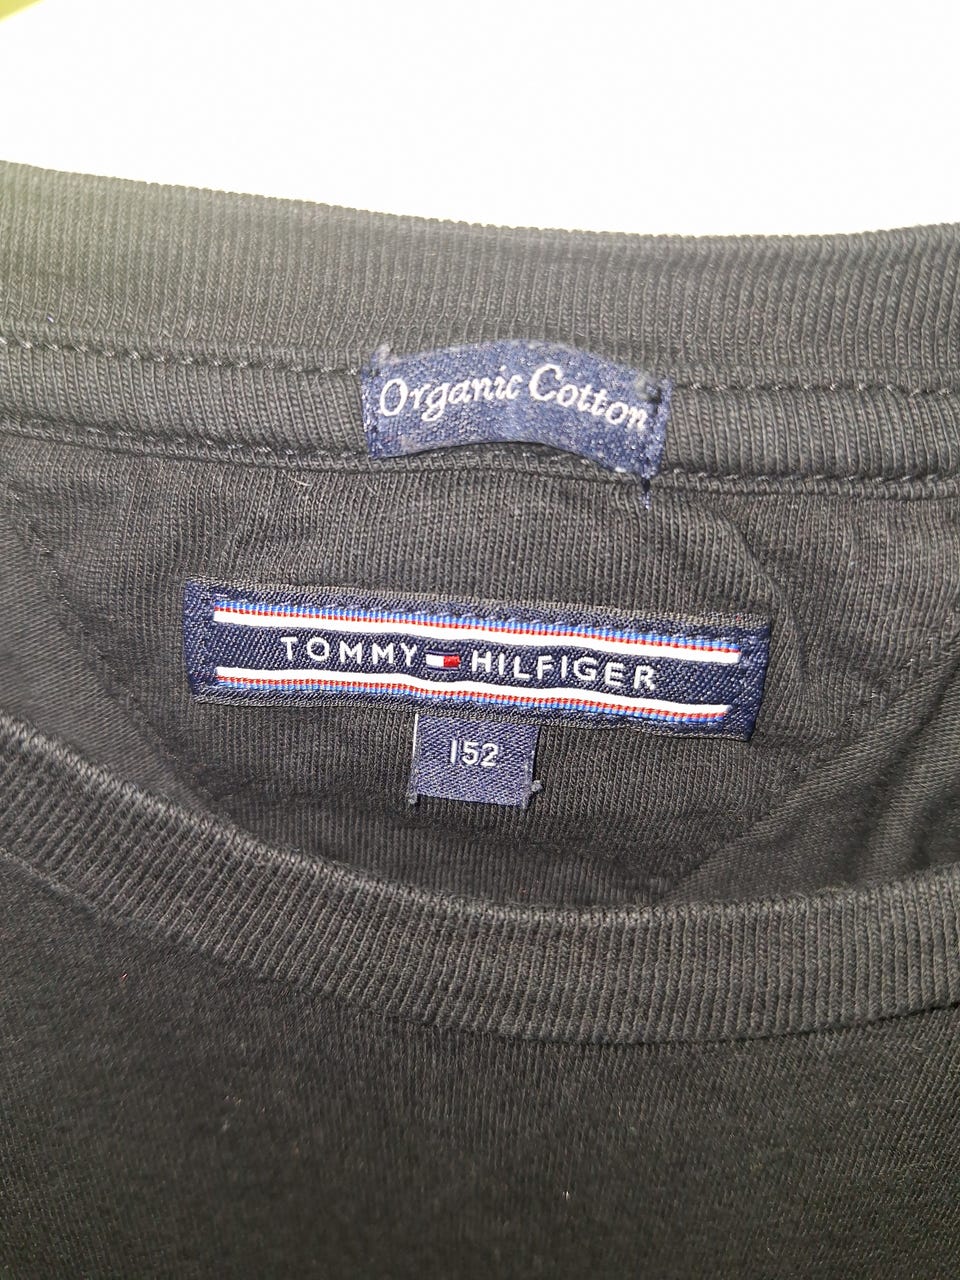 Organic Cotton
TOMMY HILFIGER
152